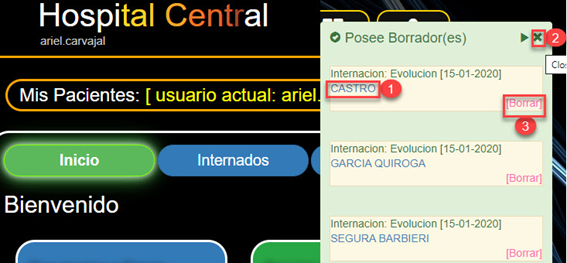 Hospital Central
ariel.carvajal
Mis Pacientes: [ usuario actual: ariel.
Inicio
Internados
Bienvenido
Posee Borrador(es)
2
Clos
Internacion: Evolucion [15-01-2020]
CASTRO 1
[Borrar]
3
Internacion: Evolucion [15-01-2020]
GARCIA QUIROGA
[Borrar]
Internacion: Evolucion [15-01-2020]
SEGURA BARBIERI
[Borrar]